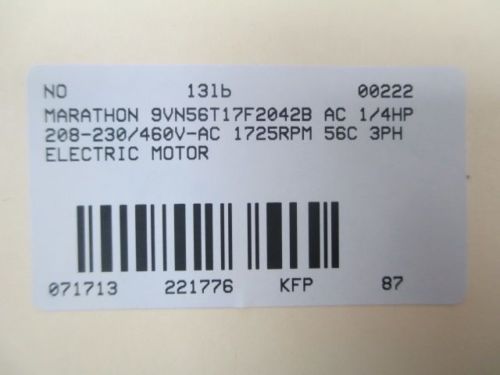 NO 13lb 00222
MARATHON 9VN56T17F2042B AC 1/4HP
208-230/460V-AC 1725RPM 56C 3PH
ELECTRIC MOTOR
071713 221776 KFP 87